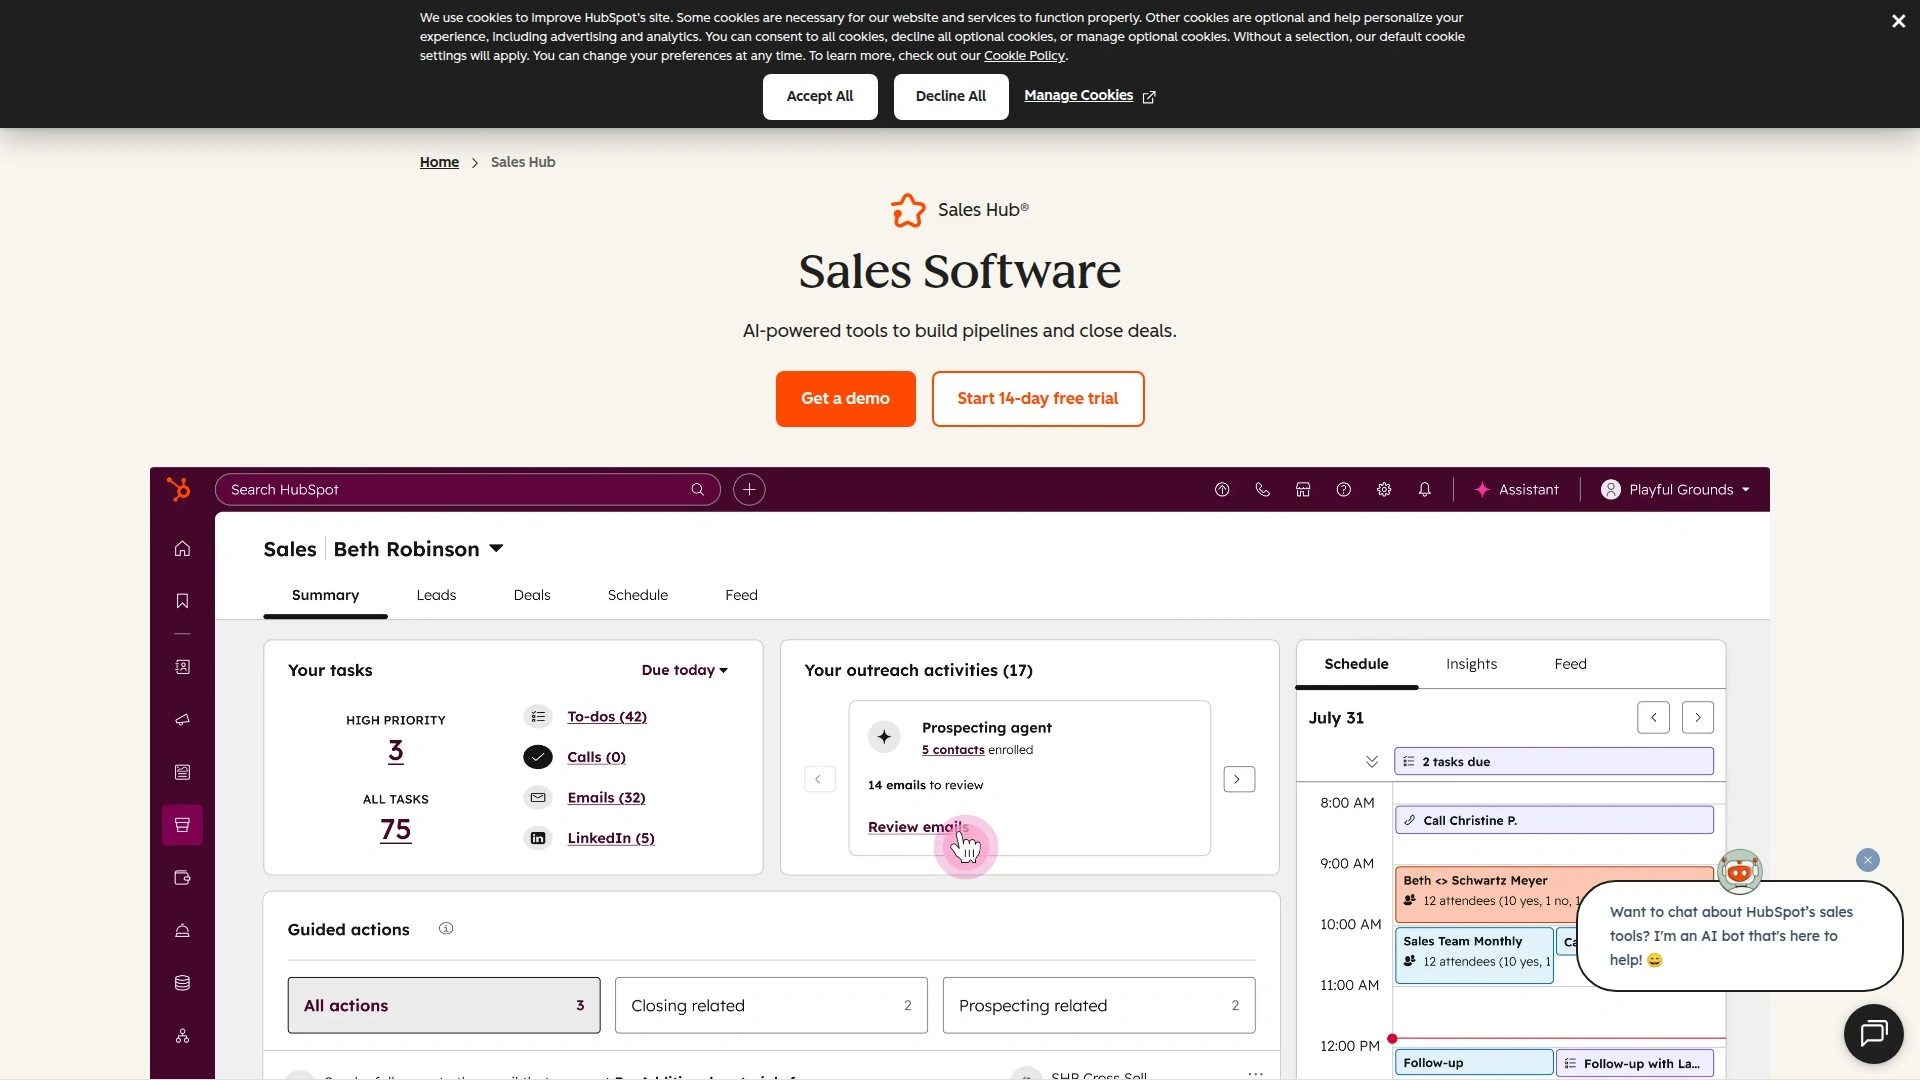 We use cookies to improve HubSpot's site. Some cookies are necessary for our website and services to function properly. Other cookies are optional and help personalize your
experience, including advertising and analytics. You can consent to all cookies, decline all optional cookies, or manage optional cookies. Without a selection, our default cookie
settings will apply. You can change your preferences at any time. To learn more, check out our Cookie Policy.
Accept All
Decline All
Manage Cookies
Home
Sales Hub
Sales Hub®
Sales Software
AI-powered tools to build pipelines and close deals.
Get a demo
Start 14-day free trial
Search HubSpot
Assistant
Playful Grounds
Sales
Beth Robinson
Summary
Leads
Deals
Schedule
Feed
Your tasks
Due today
HIGH PRIORITY
3
ALL TASKS
75
To-dos (42)
Calls (0)
Emails (32)
LinkedIn (5)
Your outreach activities (17)
Prospecting agent
5 contacts enrolled
14 emails to review
Review emails
Guided actions
All actions 3
Closing related 2
Prospecting related 2
SHP Cross Sell
Schedule
Insights
Feed
July 31
2 tasks due
8:00 AM
Call Christine P.
9:00 AM
Beth <> Schwartz Meyer
12 attendees (10 yes, 1 no, 1
10:00 AM
Sales Team Monthly
12 attendees (10 yes, 1
Ca
11:00 AM
12:00 PM
Follow-up
Follow-up with La...
Want to chat about HubSpot's sales
tools? I'm an AI bot that's here to
help! 😄